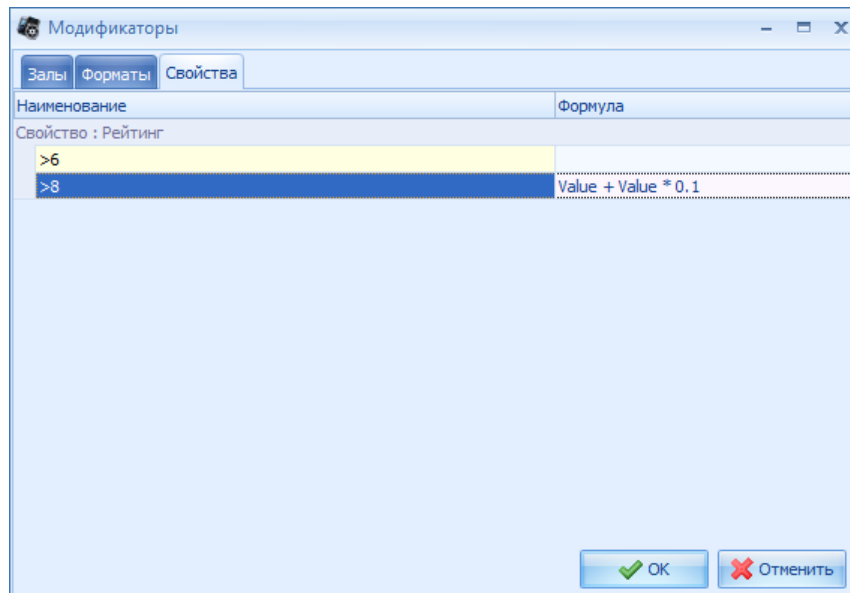 Модификаторы
Залы Форматы Свойства
Наименование Формула
Свойство : Рейтинг
>6
>8 Value + Value * 0.1
OK Отменить